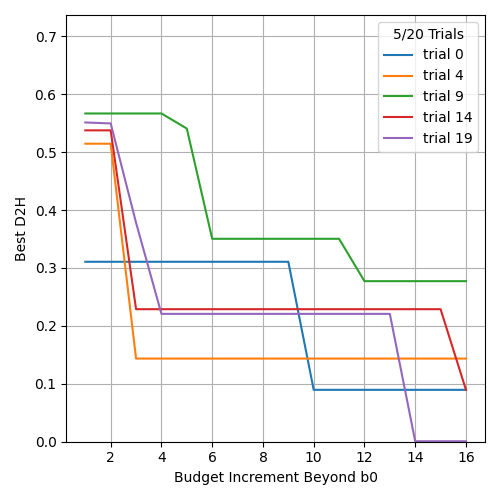 5/20 Trials
trial 0
trial 4
trial 9
trial 14
trial 19
0.7
0.6
0.5
0.4
0.3
0.2
0.1
0.0
Best D2H
2 4 6 8 10 12 14 16
Budget Increment Beyond b0